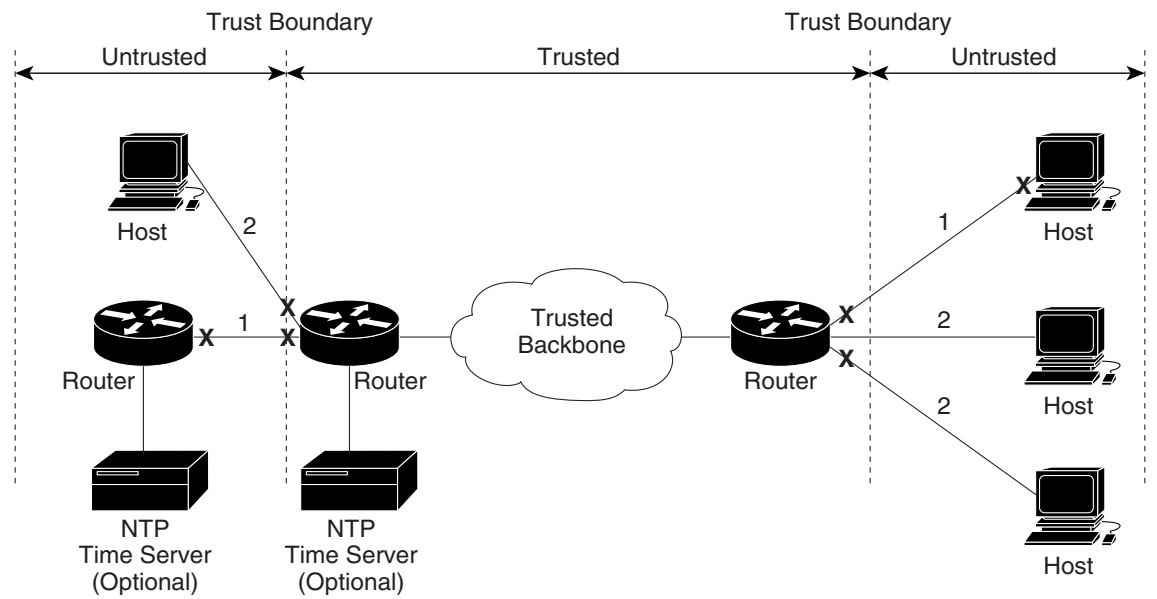 Trust Boundary
Trust Boundary
Untrusted
Trusted
Untrusted
Host
2
X
X
1
X
Router
Router
NTP
Time Server
(Optional)
NTP
Time Server
(Optional)
Trusted
Backbone
Router
X
X
1
X
Host
2
Host
2
Host